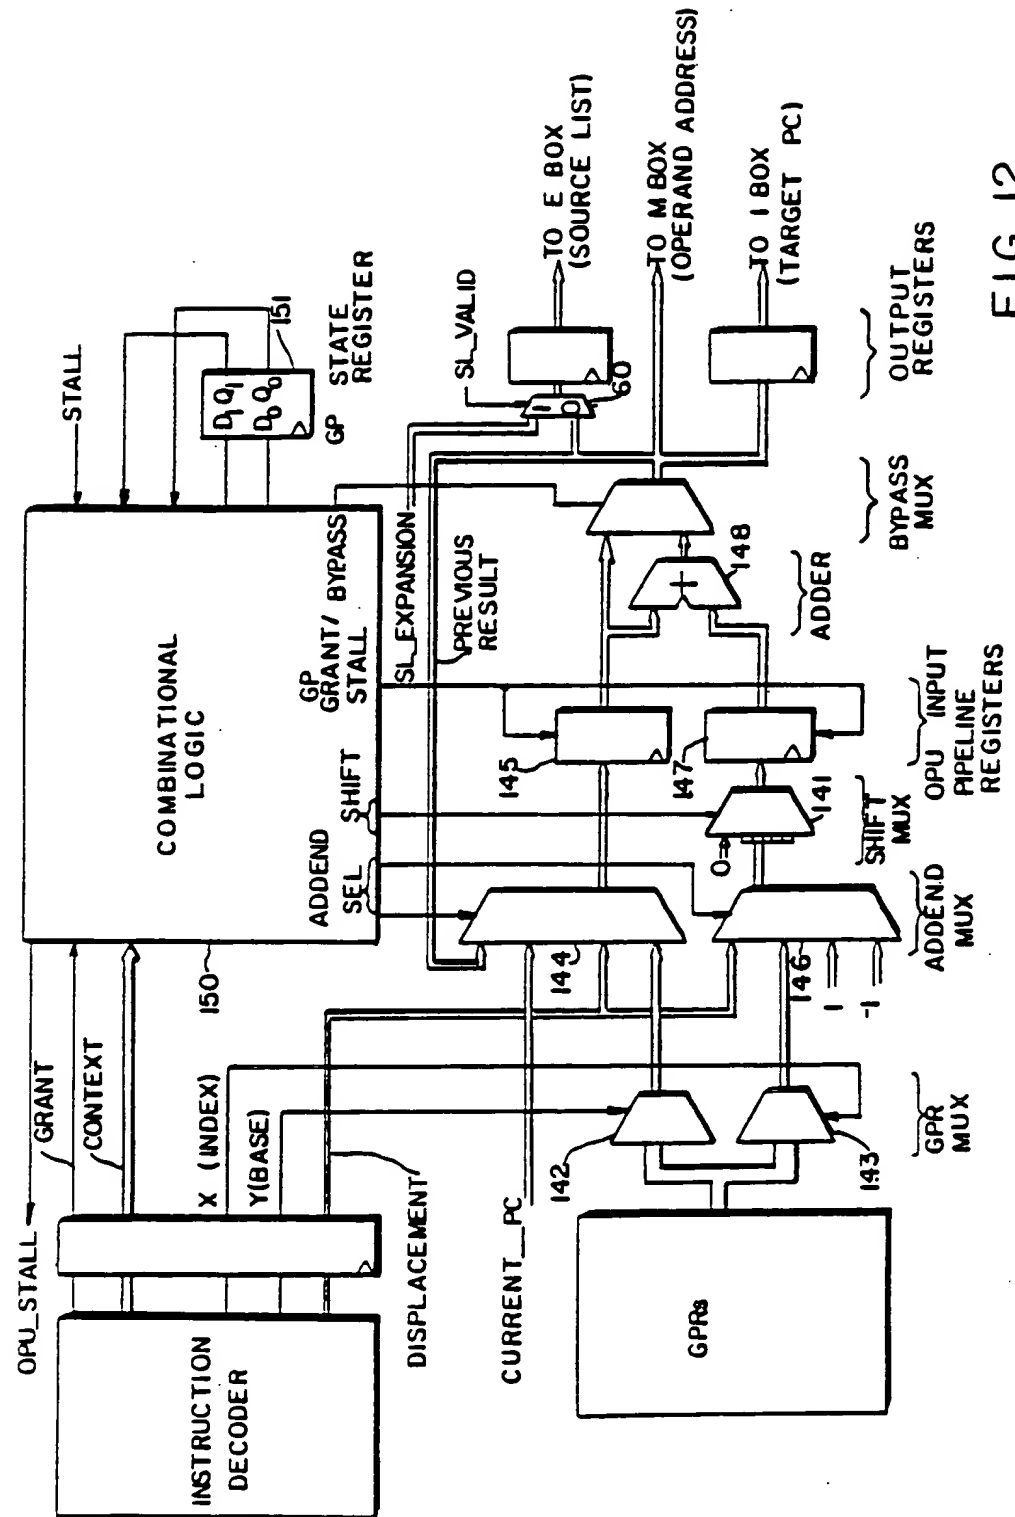 OPU_STALL
GRANT
CONTEXT
X (INDEX)
Y(BASE)
DISPLACEMENT
INSTRUCTION
DECODER
CURRENT_PC
GPRs
142
143
GPR
MUX
150
COMBINATIONAL
LOGIC
ADDEND
SEL
SHIFT
GP
GRANT/
STALL
BYPASS
STALL
D1 Q1
D0 Q0
GP
STATE
REGISTER
151
SL_EXPANSION
PREVIOUS
RESULT
SL_VALID
144
146
1
-1
ADDEND
MUX
0
141
SHIFT
MUX
145
147
OPU INPUT
PIPELINE
REGISTERS
+
148
ADDER
BYPASS
MUX
1
0
60
OUTPUT
REGISTERS
TO E BOX
(SOURCE LIST)
TO M BOX
(OPERAND ADDRESS)
TO I BOX
(TARGET PC)
FIG. 12